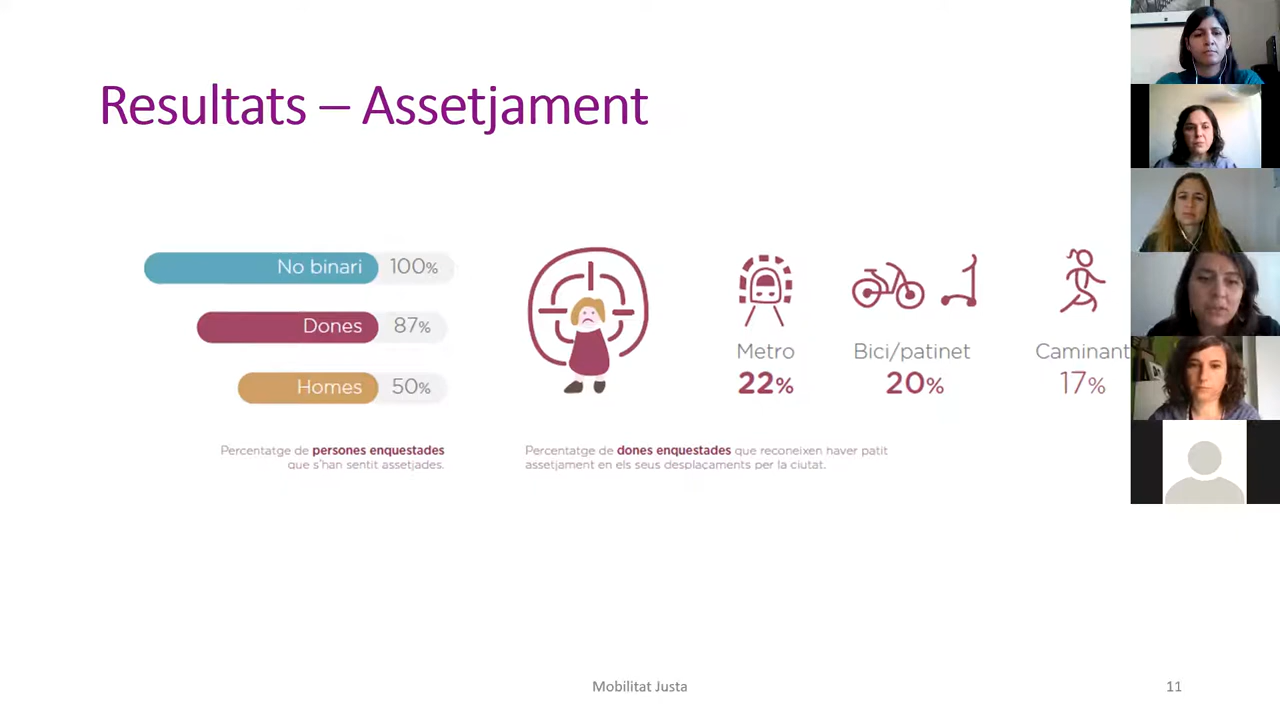 Resultats – Assetjament
No binari 100%
Dones 87%
Homes 50%
Percentatge de persones enquestades
que s'han sentit assetjades.
Metro
22%
Bici/patinet
20%
Caminant
17%
Percentatge de dones enquestades que reconeixen haver patit
assetjament en els seus desplaçaments per la ciutat.
Mobilitat Justa
11